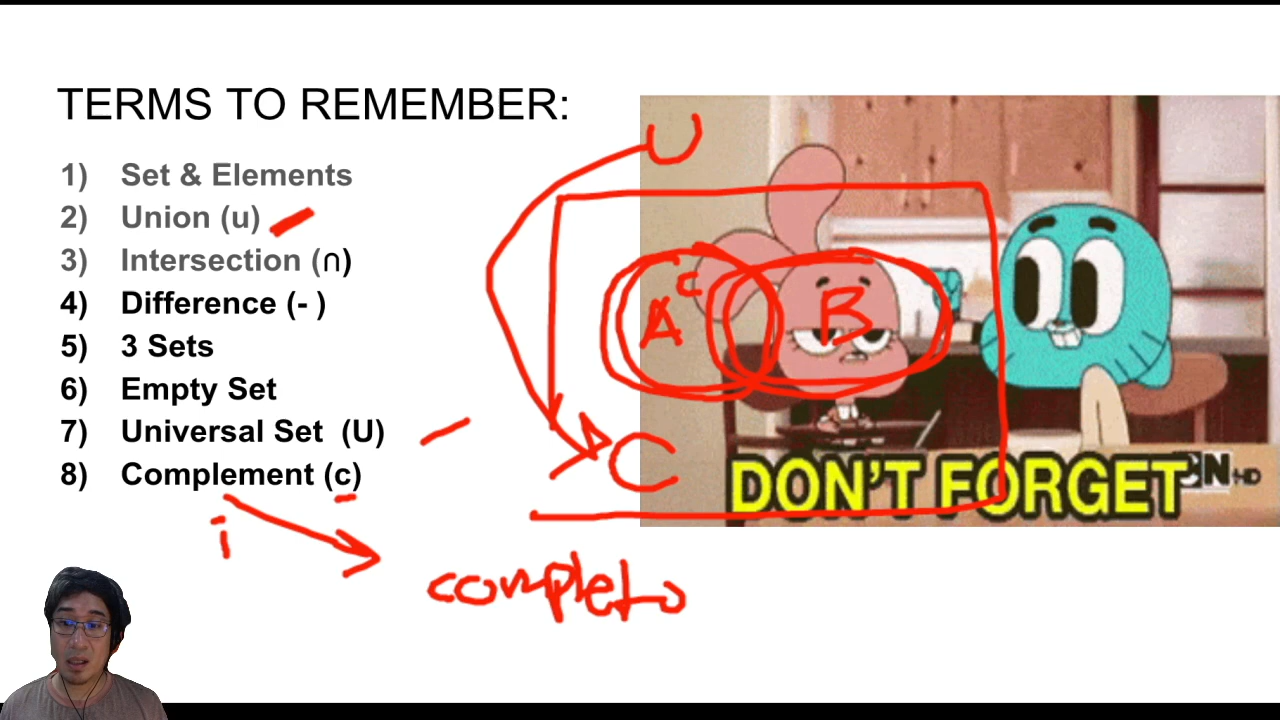 TERMS TO REMEMBER:
1) Set & Elements
2) Union (u)
3) Intersection (∩)
4) Difference (- )
5) 3 Sets
6) Empty Set
7) Universal Set (U)
8) Complement (c)
U
A^c
B
C
DON'T FORGET
CN HD
i
completo